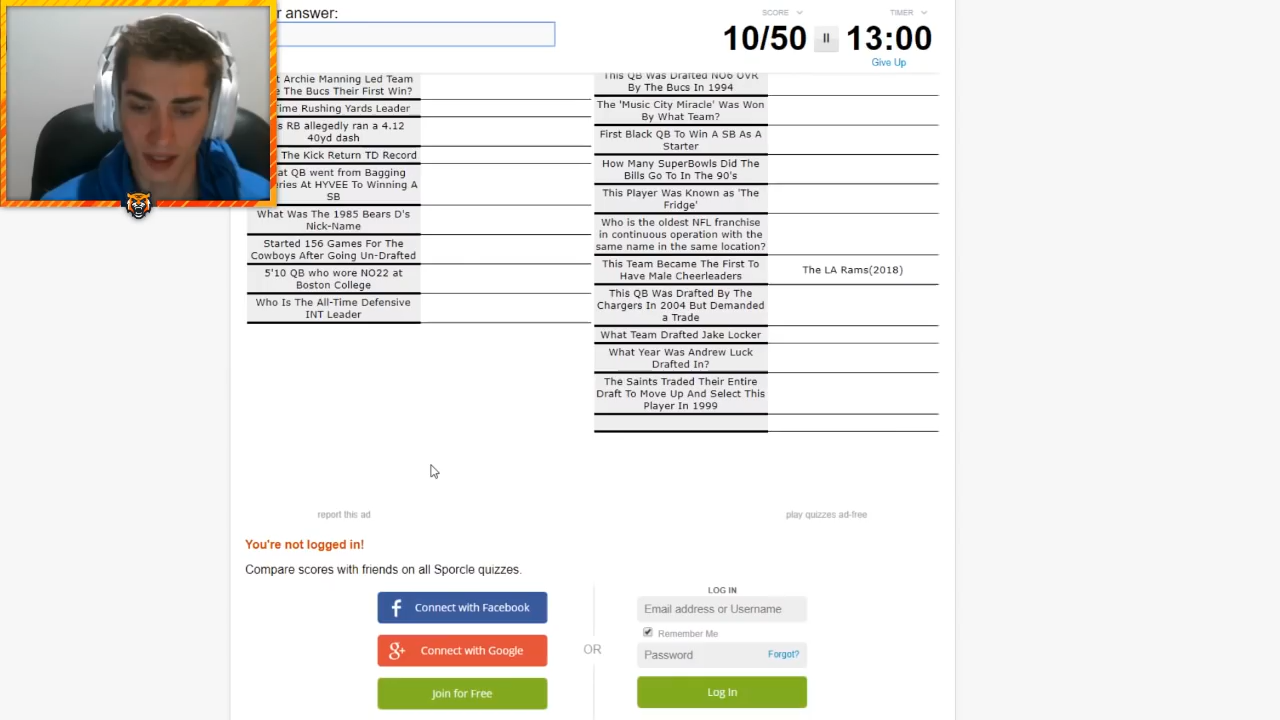 r answer:
SCORE
TIMER
10/50
13:00
Give Up
t Archie Manning Led Team
e The Bucs Their First Win?
Time Rushing Yards Leader
s RB allegedly ran a 4.12
40yd dash
The Kick Return TD Record
at QB went from Bagging
eries At HYVEE To Winning A
SB
What Was The 1985 Bears D's
Nick-Name
Started 156 Games For The
Cowboys After Going Un-Drafted
5'10 QB who wore NO22 at
Boston College
Who Is The All-Time Defensive
INT Leader
This QB Was Drafted NO6 OVR
By The Bucs In 1994
The 'Music City Miracle' Was Won
By What Team?
First Black QB To Win A SB As A
Starter
How Many SuperBowls Did The
Bills Go To In The 90's
This Player Was Known as 'The
Fridge'
Who is the oldest NFL franchise
in continuous operation with the
same name in the same location?
This Team Became The First To
Have Male Cheerleaders
The LA Rams(2018)
This QB Was Drafted By The
Chargers In 2004 But Demanded
a Trade
What Team Drafted Jake Locker
What Year Was Andrew Luck
Drafted In?
The Saints Traded Their Entire
Draft To Move Up And Select This
Player In 1999
report this ad
play quizzes ad-free
You're not logged in!
Compare scores with friends on all Sporcle quizzes.
Connect with Facebook
Connect with Google
Join for Free
OR
LOG IN
Email address or Username
Remember Me
Password
Forgot?
Log In